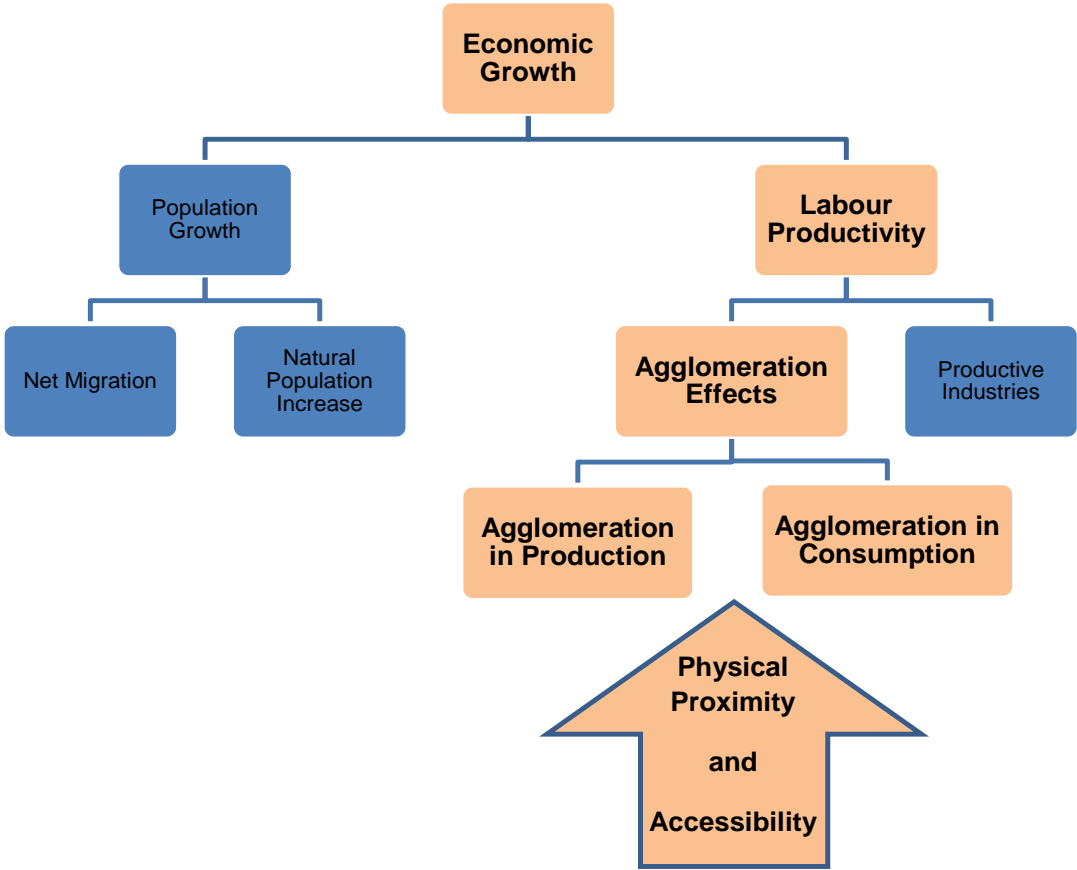 Economic
Growth
Population
Growth
Labour
Productivity
Net Migration
Natural
Population
Increase
Agglomeration
Effects
Productive
Industries
Agglomeration
in Production
Agglomeration in
Consumption
Physical
Proximity
and
Accessibility